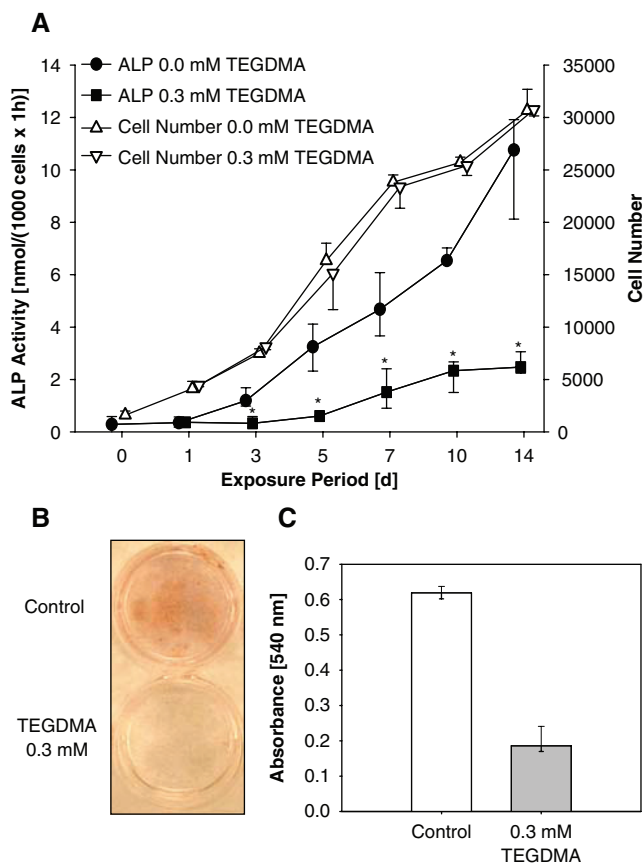 A
ALP 0.0 mM TEGDMA
ALP 0.3 mM TEGDMA
Cell Number 0.0 mM TEGDMA
Cell Number 0.3 mM TEGDMA
14
12
10
8
6
4
2
0
ALP Activity [nmol/(1000 cells x 1h)]
35000
30000
25000
20000
15000
10000
5000
0
Cell Number
* * * * *
0 1 3 5 7 10 14
Exposure Period [d]
B
Control
TEGDMA
0.3 mM
C
0.7
0.6
0.5
0.4
0.3
0.2
0.1
0.0
Absorbance [540 nm]
Control
0.3 mM
TEGDMA